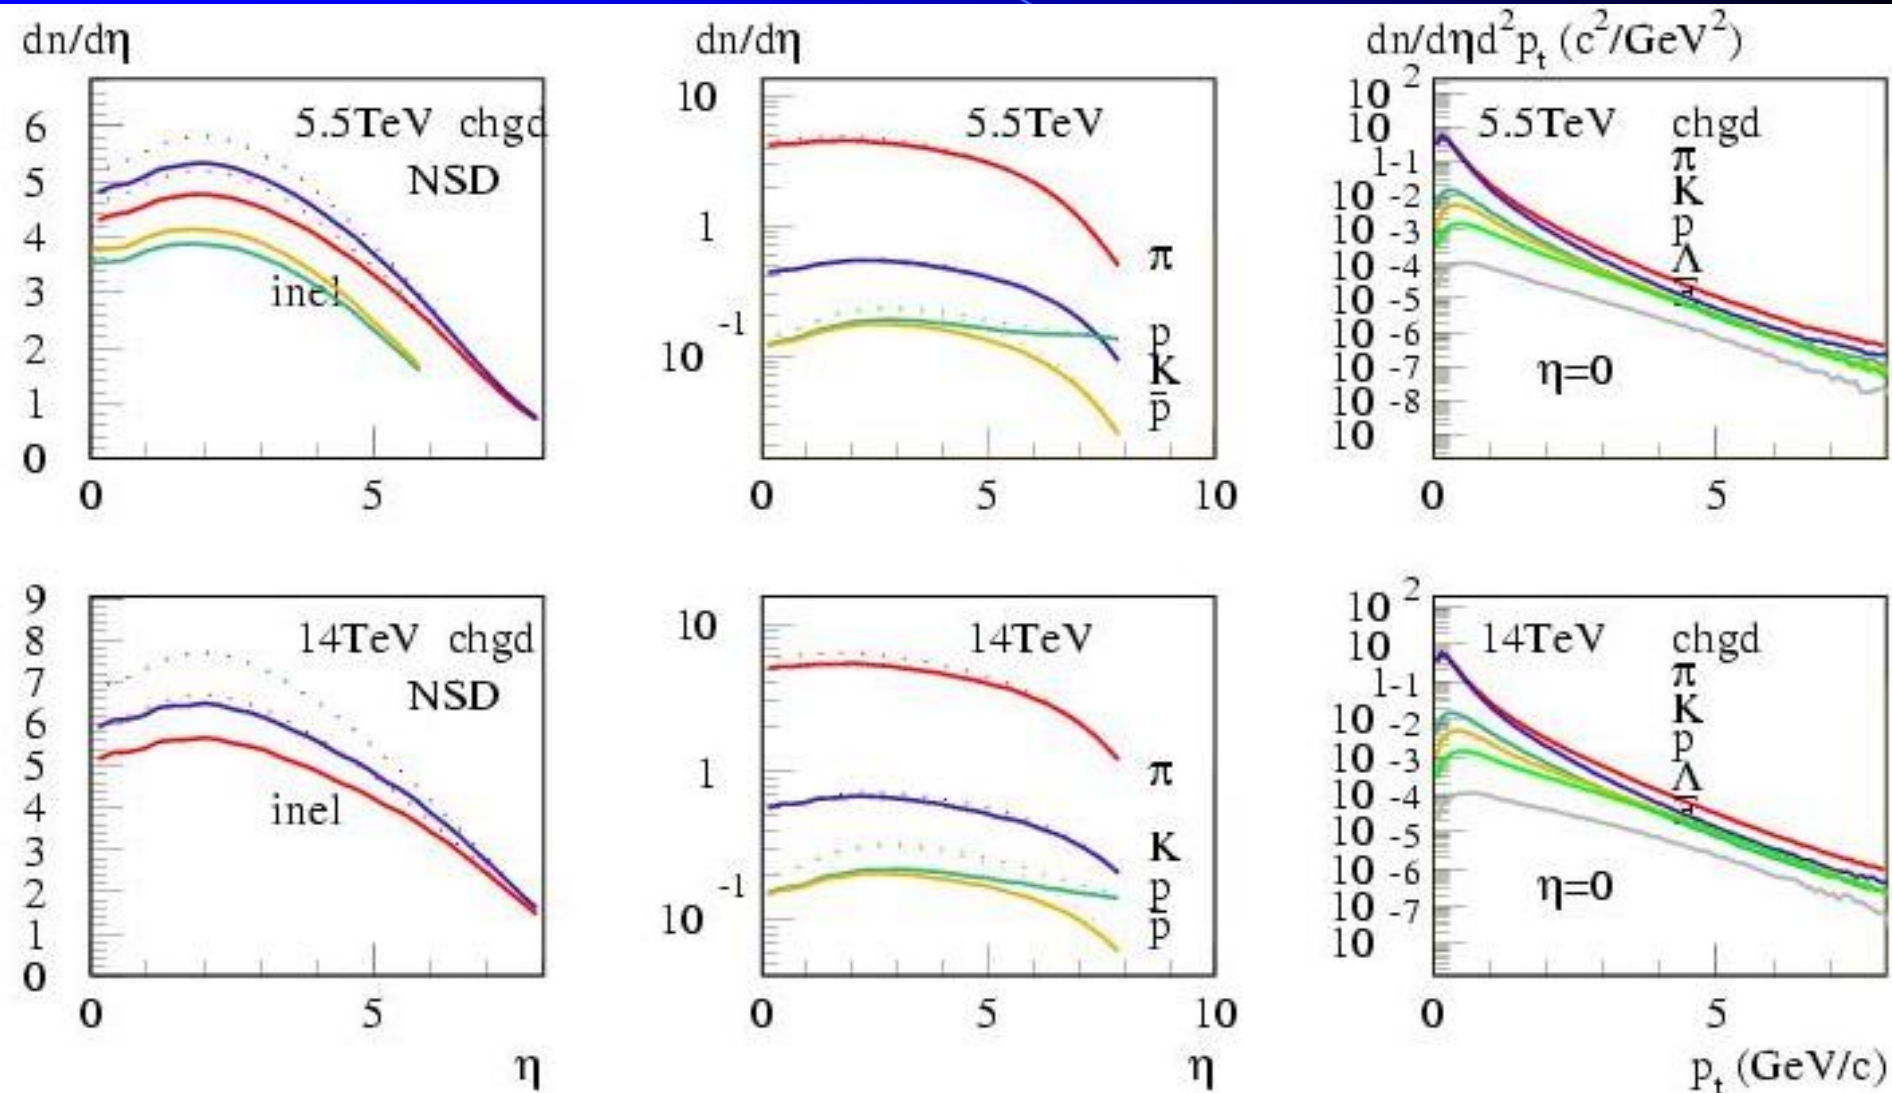 dn/dη
6
5
4
3
2
1
0
5.5TeV chgd
NSD
inel
0 5
dn/dη
10
1
-1
10
5.5TeV
π
p
K
p̄
0 5 10
dn/dηd²pₜ (c²/GeV²)
10 2
10
1-1
10 -2
10 -3
10 -4
10 -5
10 -6
10 -7
10 -8
10
5.5TeV chgd
π
K
p
Λ
Ξ
η=0
0 5
9
8
7
6
5
4
3
2
1
0
14TeV chgd
NSD
inel
0 5
η
10
1
-1
10
14TeV
π
K
p
p̄
0 5 10
η
10 2
10
1-1
10 -2
10 -3
10 -4
10 -5
10 -6
10 -7
10
14TeV chgd
π
K
p
Λ
Ξ
η=0
0 5
pₜ (GeV/c)